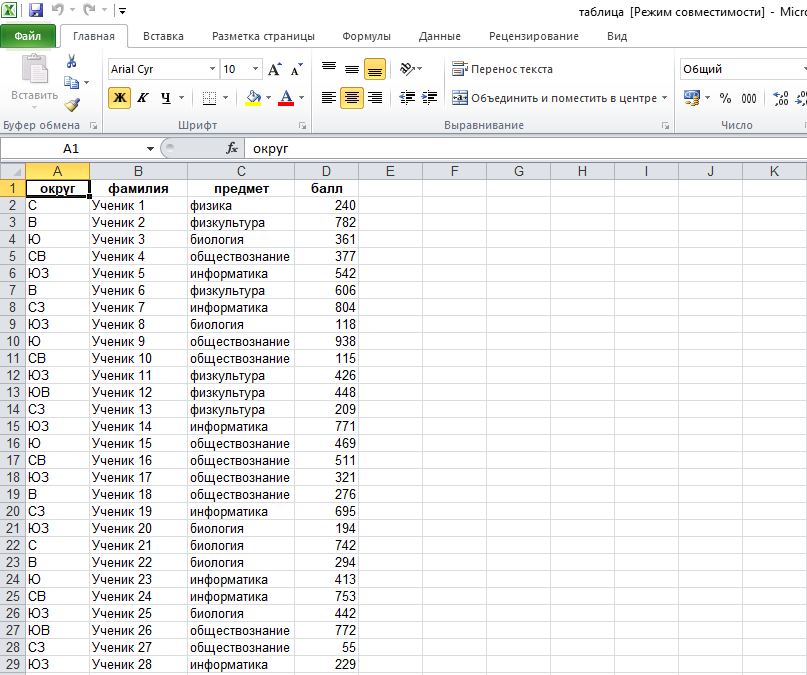 таблица [Режим совместимости] - Micro
Файл Главная Вставка Разметка страницы Формулы Данные Рецензирование Вид
Arial Cyr 10 Перенос текста Общий
Вставить Ж К Ч А Объединить и поместить в центре % 000
Буфер обмена Шрифт Выравнивание Число
A1 fx округ
A B C D E F G H I J K
1 округ фамилия предмет балл
2 С Ученик 1 физика 240
3 В Ученик 2 физкультура 782
4 Ю Ученик 3 биология 361
5 СВ Ученик 4 обществознание 377
6 ЮЗ Ученик 5 информатика 542
7 В Ученик 6 физкультура 606
8 СЗ Ученик 7 информатика 804
9 ЮЗ Ученик 8 биология 118
10 Ю Ученик 9 обществознание 938
11 СВ Ученик 10 обществознание 115
12 ЮЗ Ученик 11 физкультура 426
13 ЮВ Ученик 12 физкультура 448
14 СЗ Ученик 13 физкультура 209
15 ЮЗ Ученик 14 информатика 771
16 Ю Ученик 15 обществознание 469
17 СВ Ученик 16 обществознание 511
18 ЮЗ Ученик 17 обществознание 321
19 В Ученик 18 обществознание 276
20 СЗ Ученик 19 информатика 695
21 ЮЗ Ученик 20 биология 194
22 С Ученик 21 биология 742
23 В Ученик 22 биология 294
24 Ю Ученик 23 информатика 413
25 СВ Ученик 24 информатика 753
26 ЮЗ Ученик 25 биология 442
27 ЮВ Ученик 26 обществознание 772
28 СЗ Ученик 27 обществознание 55
29 ЮЗ Ученик 28 информатика 229